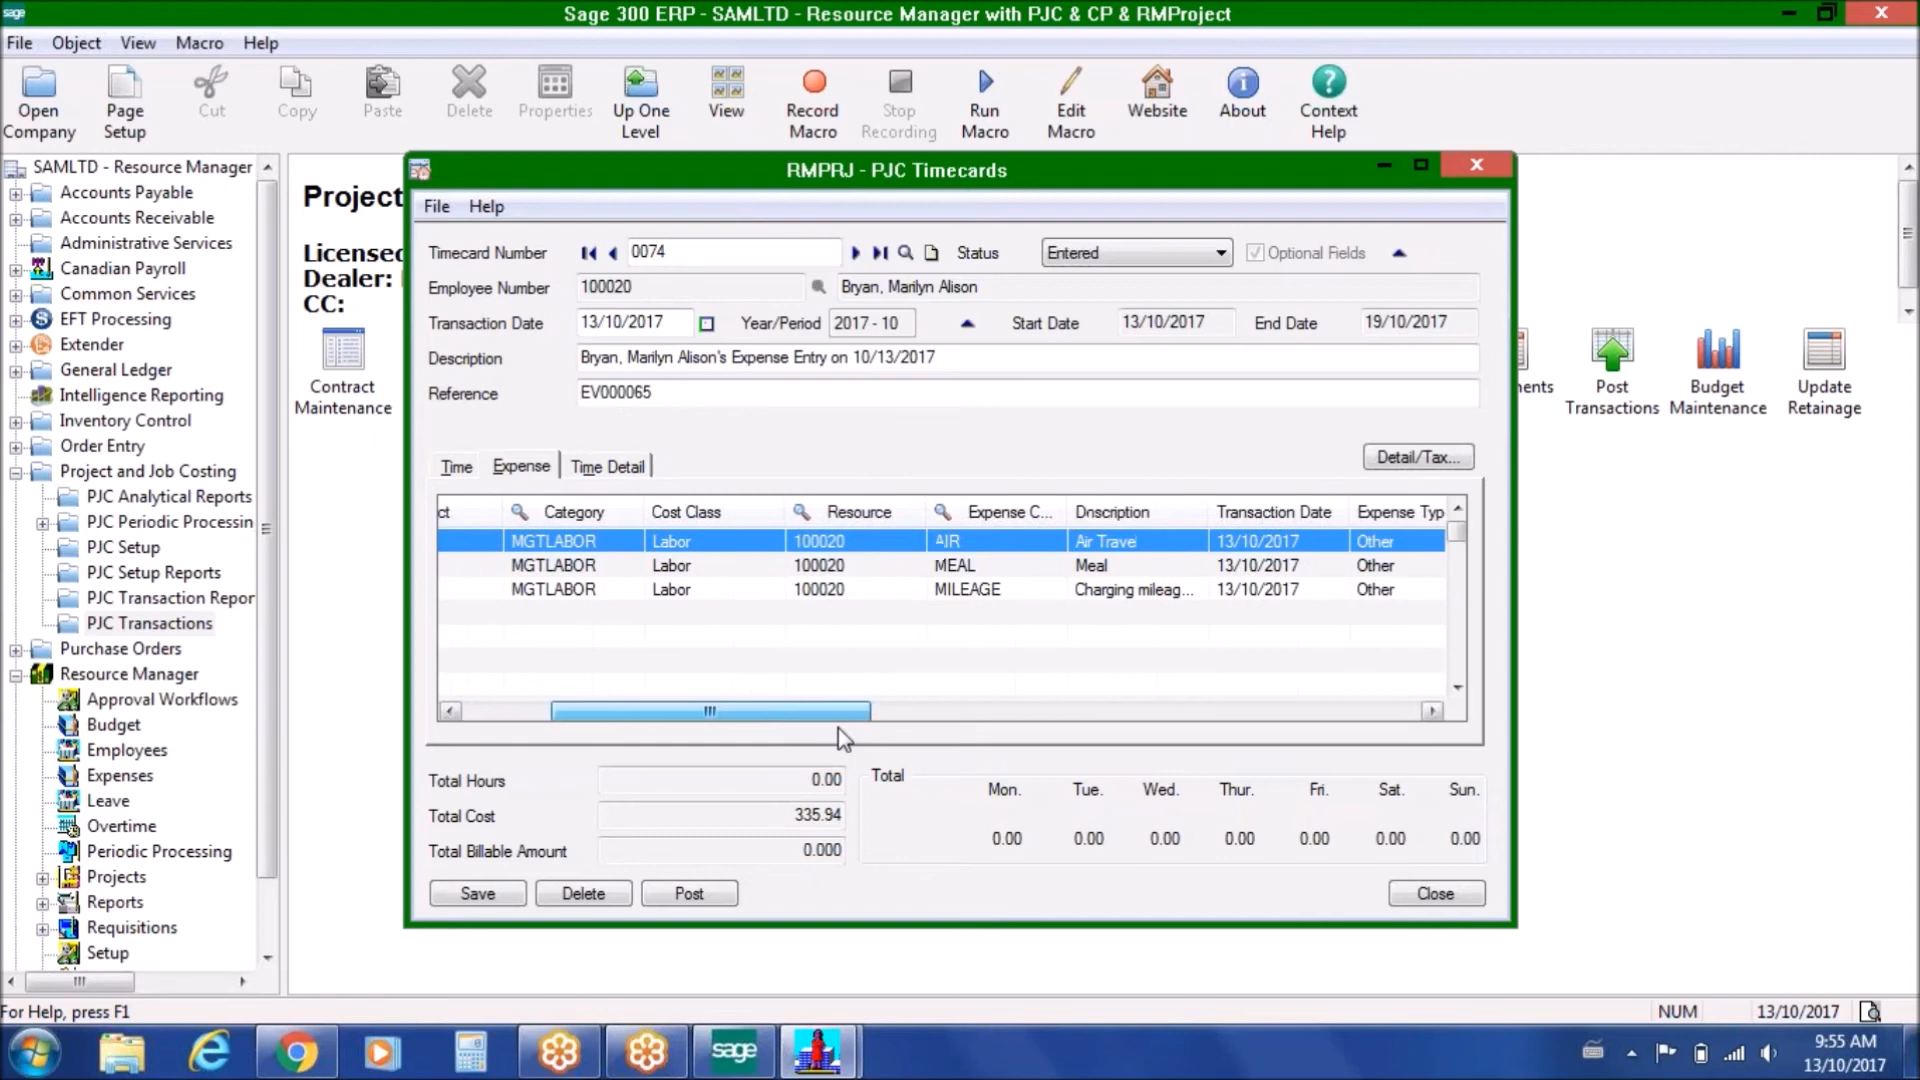 sage Sage 300 ERP - SAMLTD - Resource Manager with PJC & CP & RMProject
File Object View Macro Help
Open Company
Page Setup
Cut
Copy
Paste
Delete
Properties
Up One Level
View
Record Macro
Stop Recording
Run Macro
Edit Macro
Website
About
Context Help
SAMLTD - Resource Manager
Accounts Payable
Accounts Receivable
Administrative Services
Canadian Payroll
Common Services
EFT Processing
Extender
General Ledger
Intelligence Reporting
Inventory Control
Order Entry
Project and Job Costing
PJC Analytical Reports
PJC Periodic Processin
PJC Setup
PJC Setup Reports
PJC Transaction Repor
PJC Transactions
Purchase Orders
Resource Manager
Approval Workflows
Budget
Employees
Expenses
Leave
Overtime
Periodic Processing
Projects
Reports
Requisitions
Setup
Project
Licensed
Dealer:
CC:
Contract Maintenance
RMPRJ - PJC Timecards
File Help
Timecard Number 0074 Status Entered Optional Fields
Employee Number 100020 Bryan, Marilyn Alison
Transaction Date 13/10/2017 Year/Period 2017 - 10 Start Date 13/10/2017 End Date 19/10/2017
Description Bryan, Marilyn Alison's Expense Entry on 10/13/2017
Reference EV000065
Time Expense Time Detail Detail/Tax...
ct Category Cost Class Resource Expense C... Dnscription Transaction Date Expense Typ
MGTLABOR Labor 100020 AIR Air Travel 13/10/2017 Other
MGTLABOR Labor 100020 MEAL Meal 13/10/2017 Other
MGTLABOR Labor 100020 MILEAGE Charging mileag... 13/10/2017 Other
Total Hours 0.00
Total Cost 335.94
Total Billable Amount 0.000
Total
Mon. Tue. Wed. Thur. Fri. Sat. Sun.
0.00 0.00 0.00 0.00 0.00 0.00 0.00
Save Delete Post Close
nents
Post Transactions
Budget Maintenance
Update Retainage
For Help, press F1 NUM 13/10/2017
sage
9:55 AM
13/10/2017